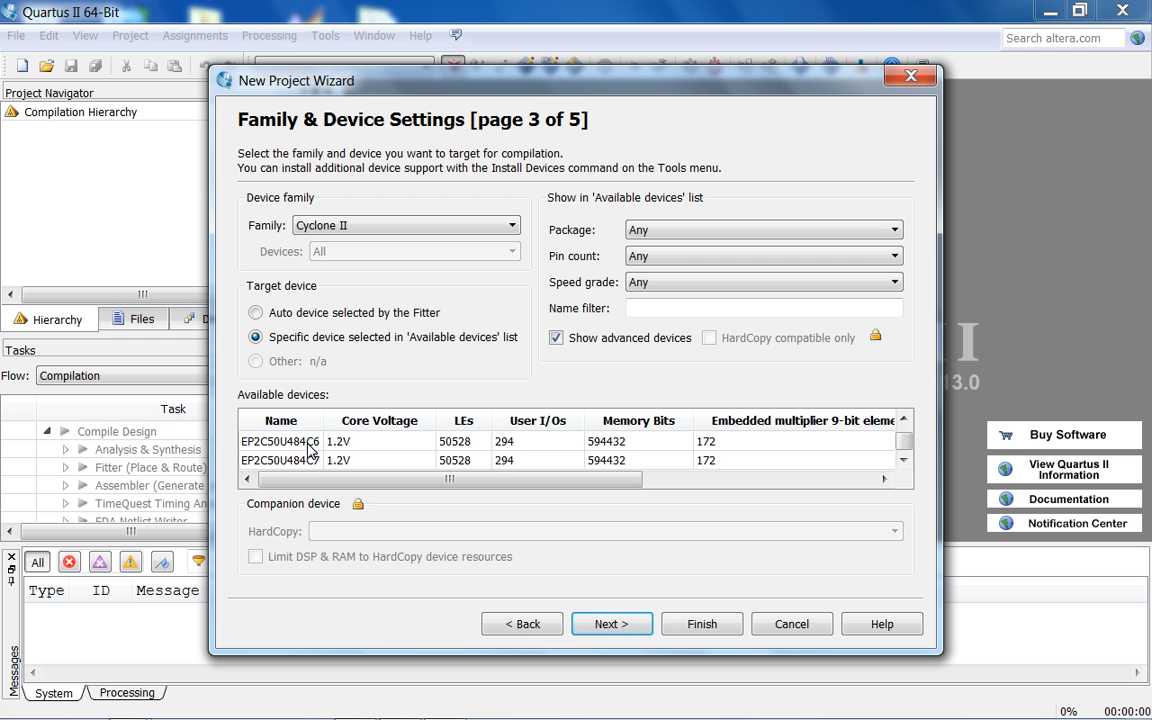 Quartus II 64-Bit
File Edit View Project Assignments Processing Tools Window Help
Search altera.com
Project Navigator
Compilation Hierarchy
Hierarchy Files
Tasks
Flow: Compilation
Task
Compile Design
Analysis & Synthesis
Fitter (Place & Route)
Assembler (Generate
TimeQuest Timing An
EDA Netlist Writer
New Project Wizard
Family & Device Settings [page 3 of 5]
Select the family and device you want to target for compilation.
You can install additional device support with the Install Devices command on the Tools menu.
Device family
Family: Cyclone II
Devices: All
Target device
Auto device selected by the Fitter
Specific device selected in 'Available devices' list
Other: n/a
Show in 'Available devices' list
Package: Any
Pin count: Any
Speed grade: Any
Name filter:
Show advanced devices HardCopy compatible only
Available devices:
Name Core Voltage LEs User I/Os Memory Bits Embedded multiplier 9-bit eleme
EP2C50U484C6 1.2V 50528 294 594432 172
EP2C50U484C7 1.2V 50528 294 594432 172
Companion device
HardCopy:
Limit DSP & RAM to HardCopy device resources
< Back Next > Finish Cancel Help
II
13.0
Buy Software
View Quartus II
Information
Documentation
Notification Center
All
Type ID Message
Messages
System Processing
0% 00:00:00